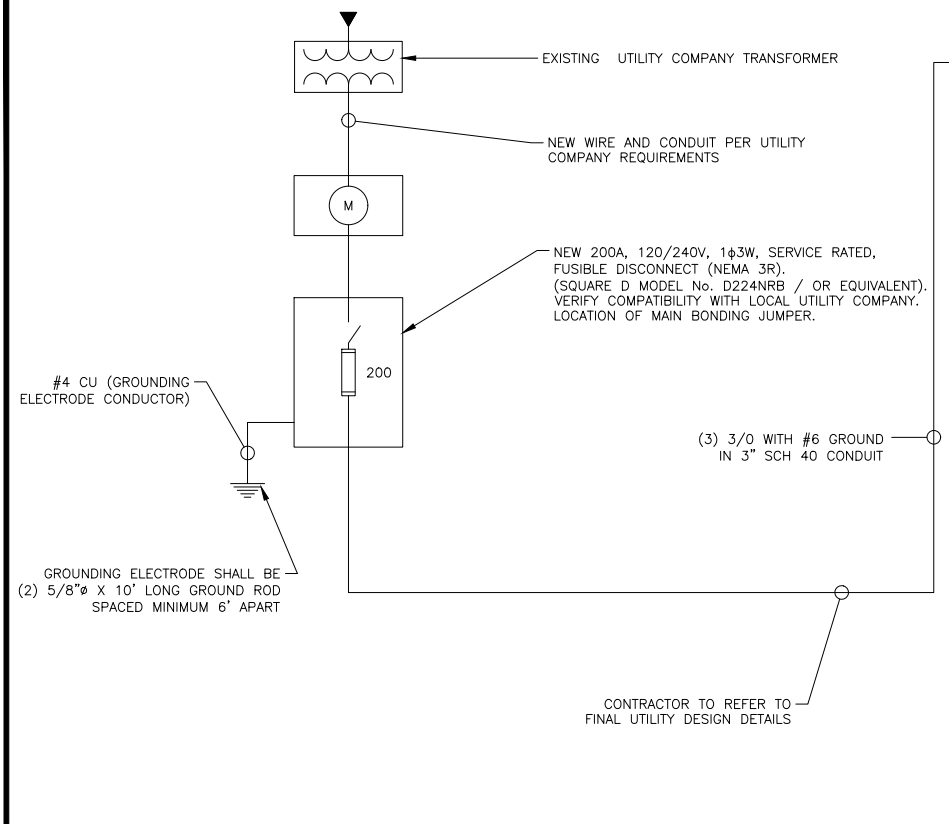 EXISTING UTILITY COMPANY TRANSFORMER
NEW WIRE AND CONDUIT PER UTILITY
COMPANY REQUIREMENTS
M
NEW 200A, 120/240V, 1ϕ3W, SERVICE RATED,
FUSIBLE DISCONNECT (NEMA 3R).
(SQUARE D MODEL No. D224NRB / OR EQUIVALENT).
VERIFY COMPATIBILITY WITH LOCAL UTILITY COMPANY.
LOCATION OF MAIN BONDING JUMPER.
200
#4 CU (GROUNDING
ELECTRODE CONDUCTOR)
(3) 3/0 WITH #6 GROUND
IN 3" SCH 40 CONDUIT
GROUNDING ELECTRODE SHALL BE
(2) 5/8"ø X 10' LONG GROUND ROD
SPACED MINIMUM 6' APART
CONTRACTOR TO REFER TO
FINAL UTILITY DESIGN DETAILS